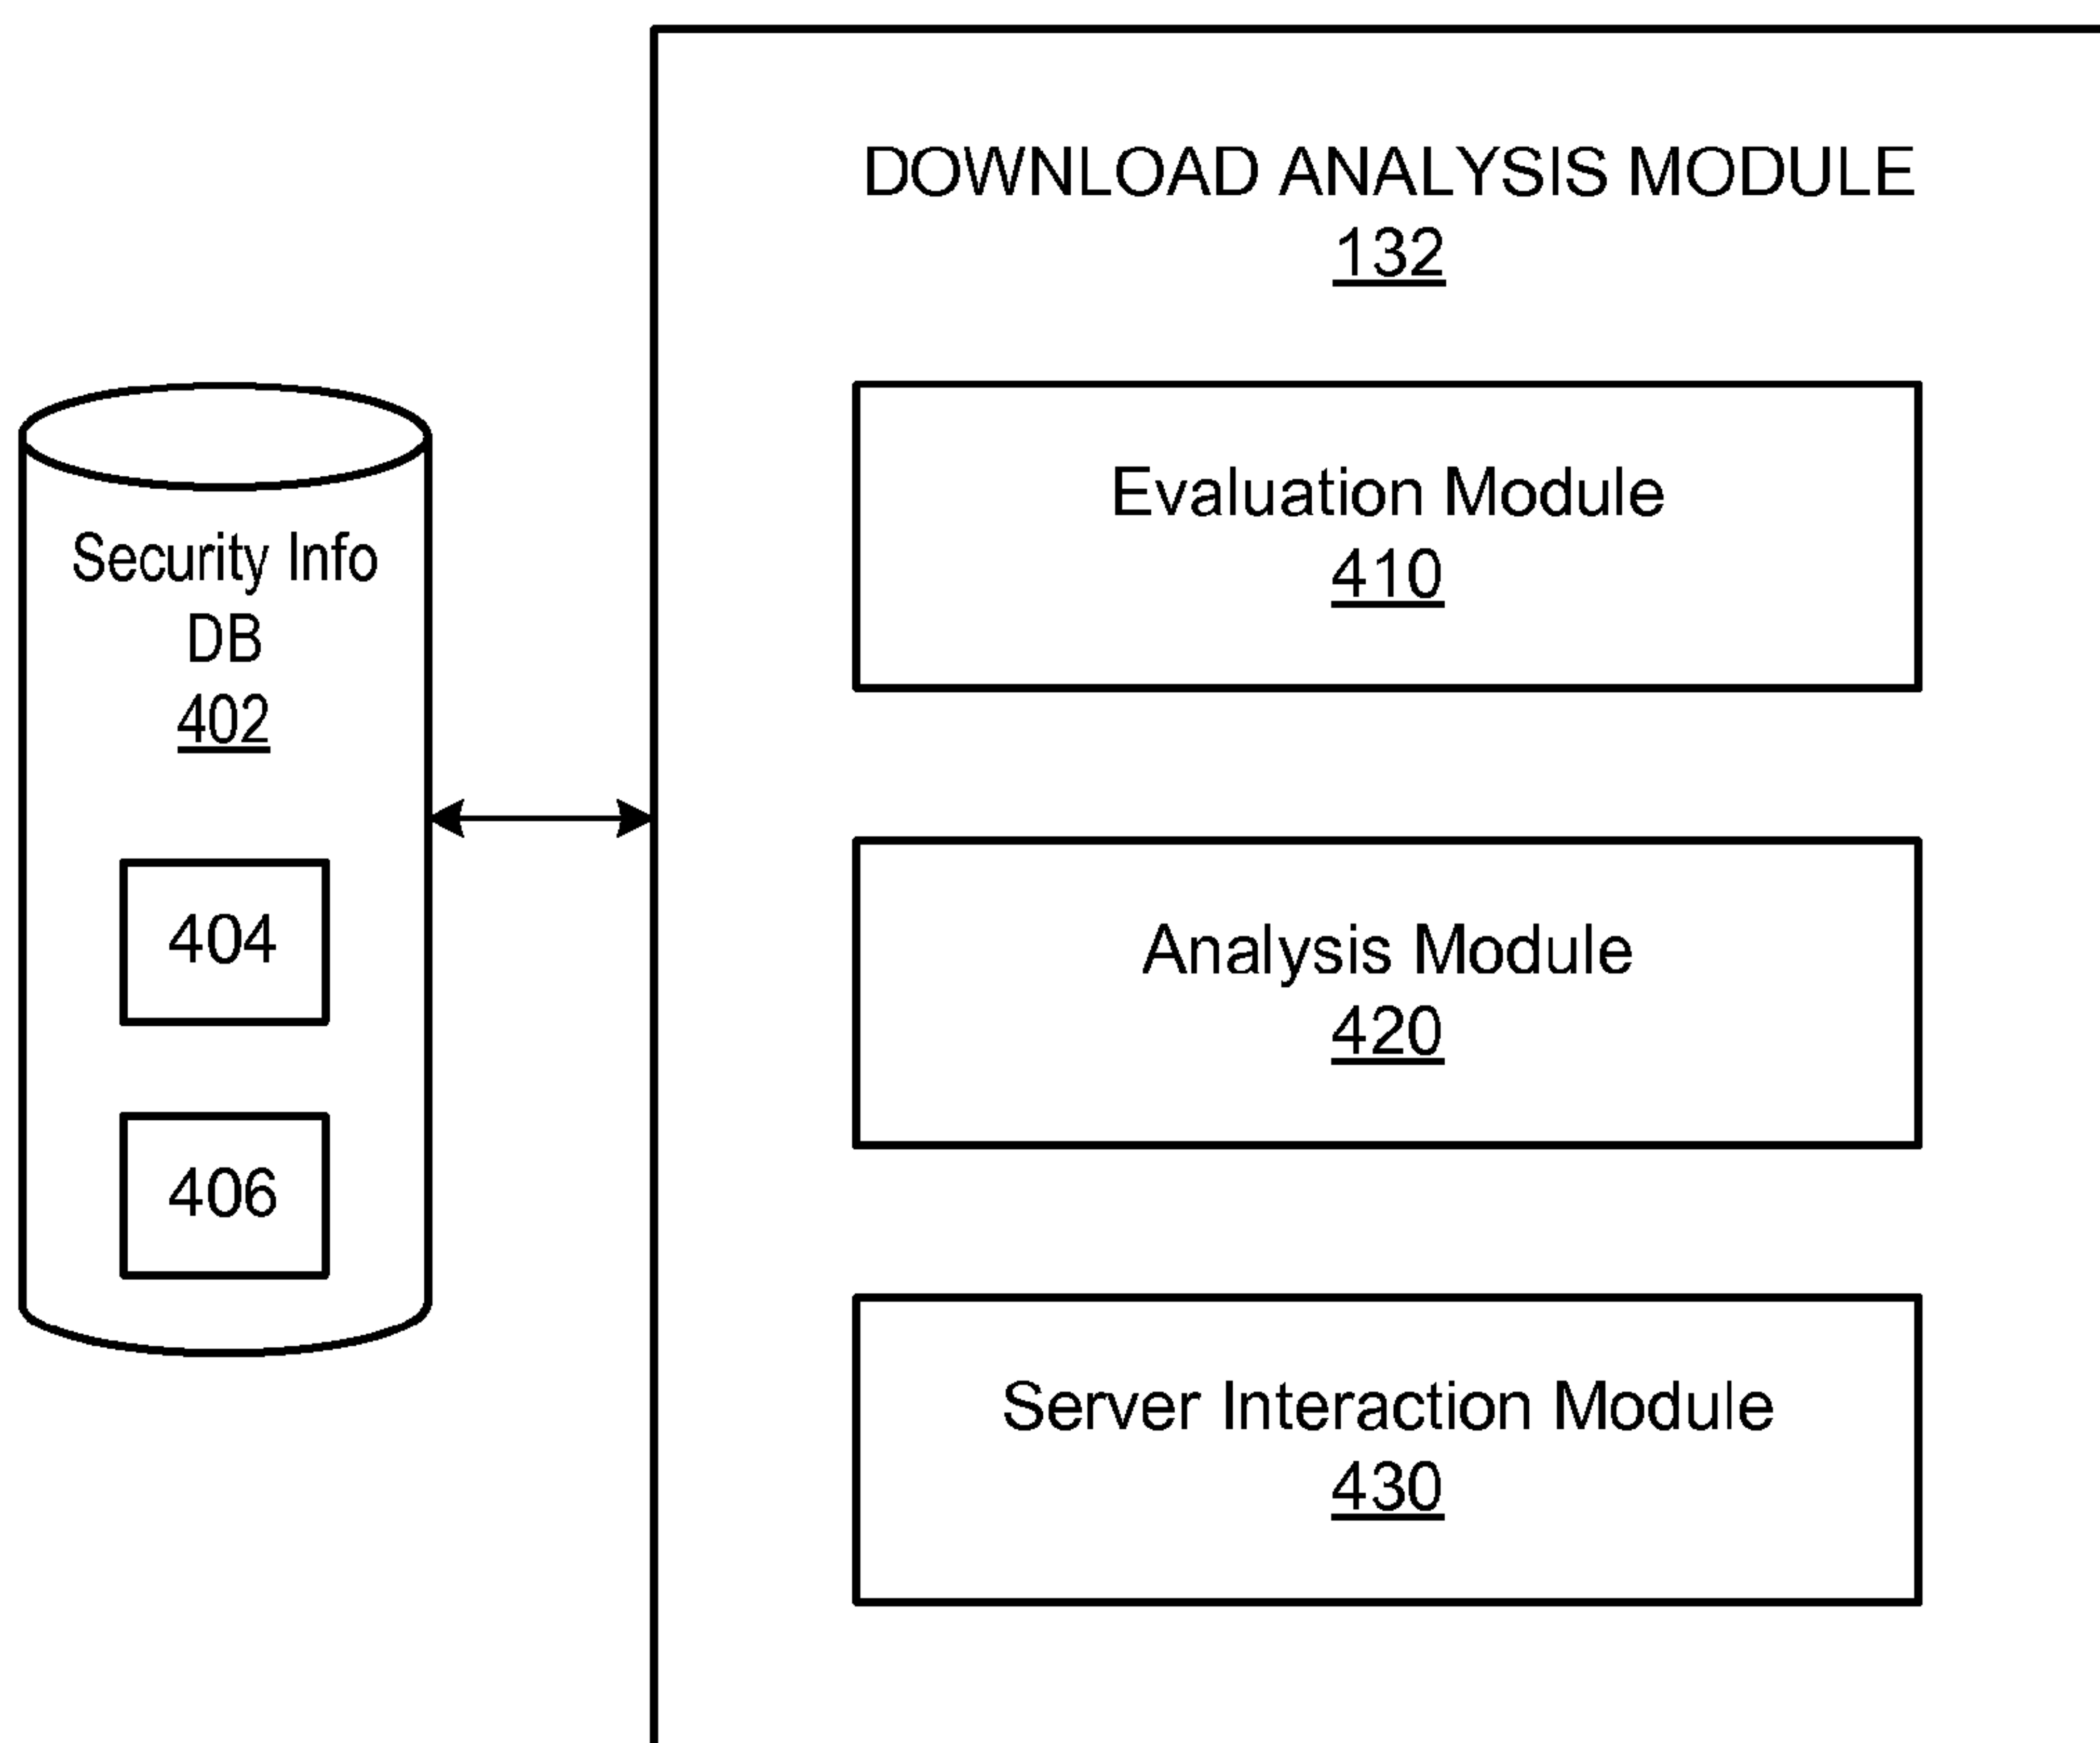 DOWNLOAD ANALYSIS MODULE
132
Security Info
DB
402
404
406
Evaluation Module
410
Analysis Module
420
Server Interaction Module
430